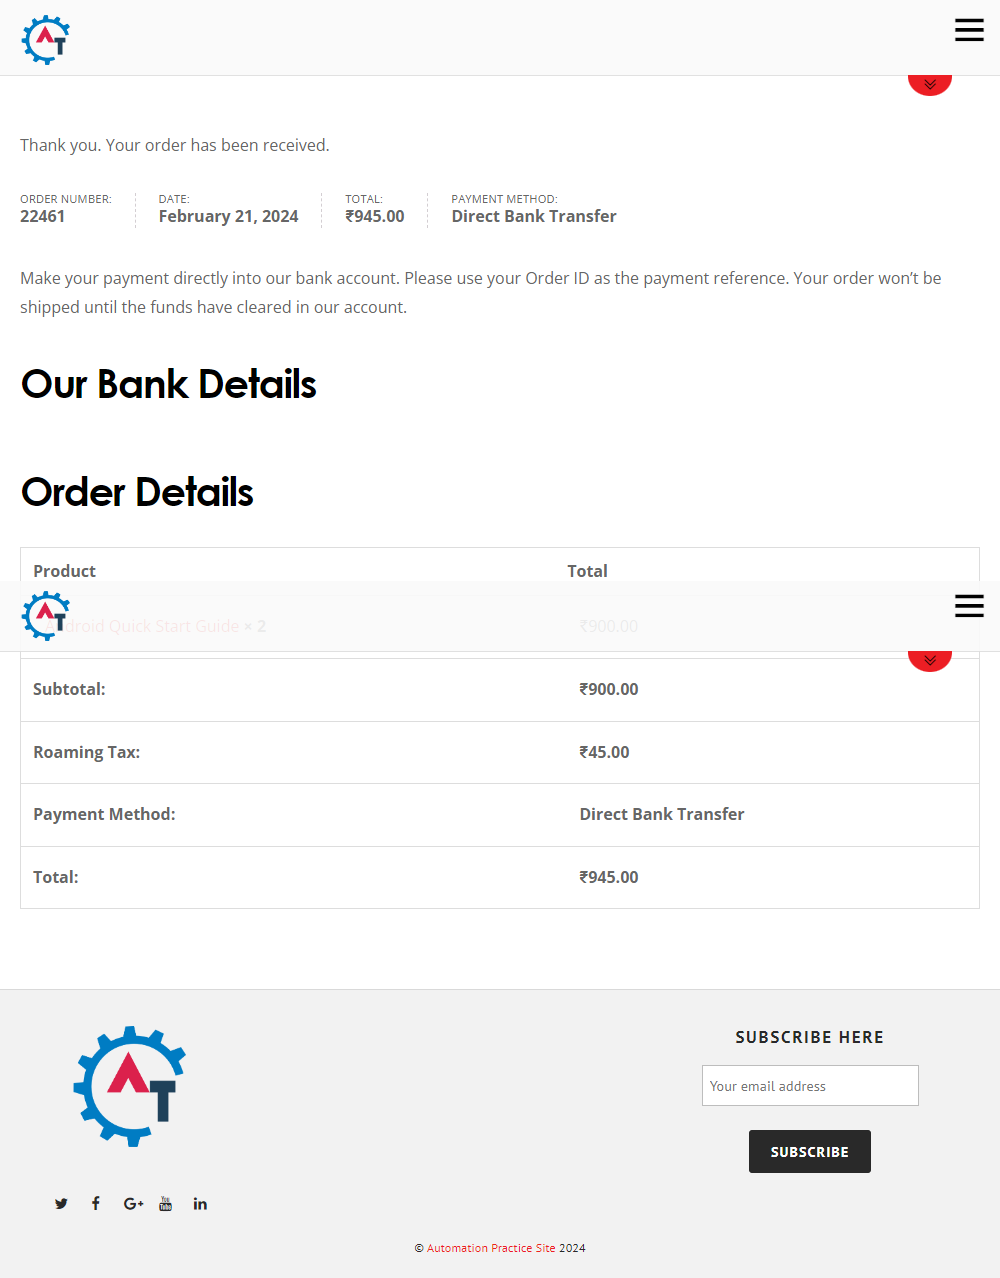 AT
Thank you. Your order has been received.
ORDER NUMBER: DATE: TOTAL: PAYMENT METHOD:
22461 February 21, 2024 ₹945.00 Direct Bank Transfer
Make your payment directly into our bank account. Please use your Order ID as the payment reference. Your order won’t be
shipped until the funds have cleared in our account.
Our Bank Details
Order Details
Product Total
AT
Android Quick Start Guide × 2 ₹900.00
Subtotal: ₹900.00
Roaming Tax: ₹45.00
Payment Method: Direct Bank Transfer
Total: ₹945.00
AT
SUBSCRIBE HERE
Your email address
SUBSCRIBE
© Automation Practice Site 2024